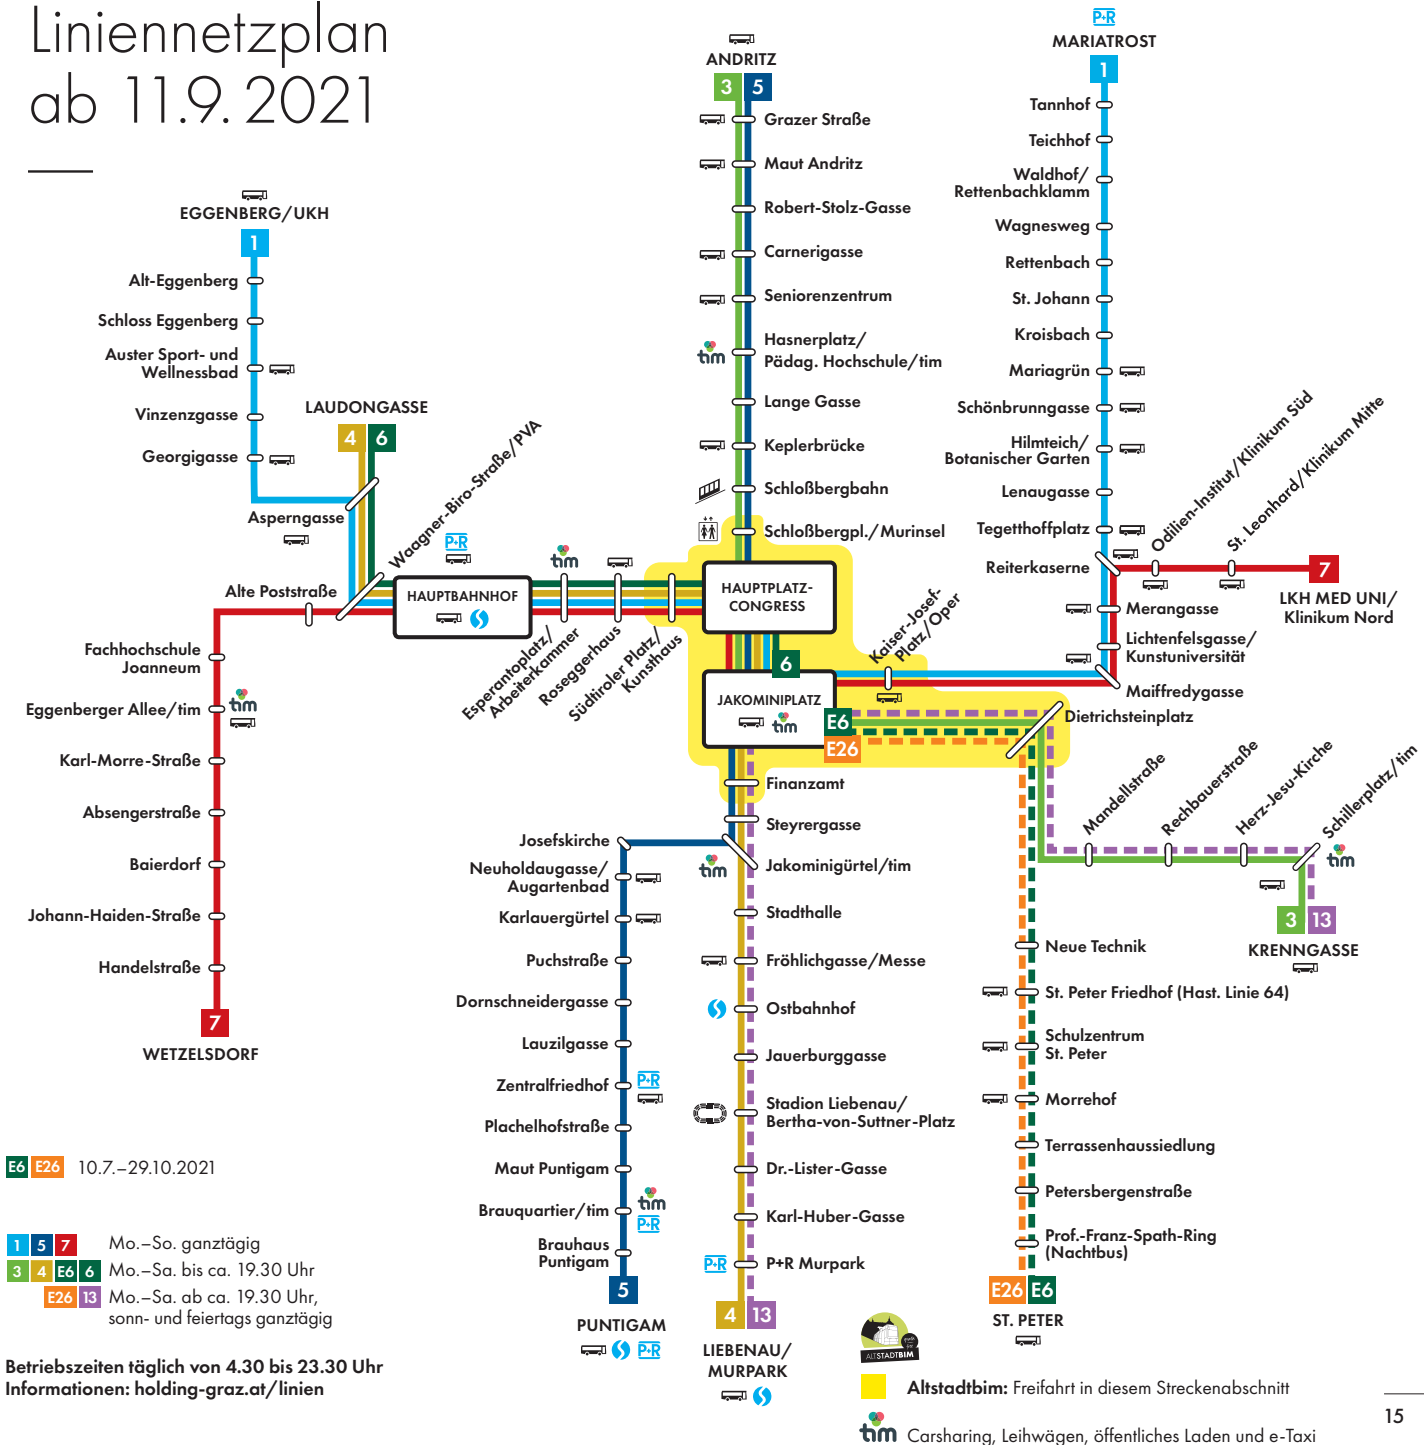 Liniennetzplan
ab 11.9. 2021
EGGENBERG/UKH
1
Alt-Eggenberg
Schloss Eggenberg
Auster Sport- und
Wellnessbad
Vinzenzgasse
Georgigasse
Asperngasse
LAUDONGASSE
4 6
Waagner-Biro-Straße/PVA
P+R
HAUPTBAHNHOF
Alte Poststraße
Fachhochschule
Joanneum
Eggenberger Allee/tim
tim
Karl-Morre-Straße
Absengerstraße
Baierdorf
Johann-Haiden-Straße
Handelstraße
7
WETZELSDORF
tim
Esperantoplatz/
Arbeiterkammer
Roseggerhaus
Südtiroler Platz/
Kunsthaus
ANDRITZ
3 5
Grazer Straße
Maut Andritz
Robert-Stolz-Gasse
Carnerigasse
Seniorenzentrum
tim
Hasnerplatz/
Pädag. Hochschule/tim
Lange Gasse
Keplerbrücke
Schloßbergbahn
Schloßbergpl./Murinsel
HAUPTPLATZ-
CONGRESS
6
JAKOMINIPLATZ
tim
E6
E26
Kaiser-Josef-
Platz/Oper
P+R
MARIATROST
1
Tannhof
Teichhof
Waldhof/
Rettenbachklamm
Wagnesweg
Rettenbach
St. Johann
Kroisbach
Mariagrün
Schönbrunngasse
Hilmteich/
Botanischer Garten
Lenaugasse
Tegetthoffplatz
Reiterkaserne
Odilien-Institut/Klinikum Süd
St. Leonhard/Klinikum Mitte
7
LKH MED UNI/
Klinikum Nord
Merangasse
Lichtenfelsgasse/
Kunstuniversität
Maiffredygasse
Dietrichsteinplatz
Mandellstraße
Rechbauerstraße
Herz-Jesu-Kirche
Schillerplatz/tim
tim
3 13
KRENNGASSE
Finanzamt
Steyrergasse
tim
Jakominigürtel/tim
Stadthalle
Fröhlichgasse/Messe
Ostbahnhof
Jauerburggasse
Stadion Liebenau/
Bertha-von-Suttner-Platz
Dr.-Lister-Gasse
Karl-Huber-Gasse
P+R
P+R Murpark
4 13
LIEBENAU/
MURPARK
Josefskirche
Neuholdaugasse/
Augartenbad
Karlauergürtel
Puchstraße
Dornschneidergasse
Lauzilgasse
Zentralfriedhof
P+R
Plachelhofstraße
Maut Puntigam
Brauquartier/tim
tim
P+R
Brauhaus
Puntigam
5
PUNTIGAM
P+R
Neue Technik
St. Peter Friedhof (Hast. Linie 64)
Schulzentrum
St. Peter
Morrehof
Terrassenhaussiedlung
Petersbergenstraße
Prof.-Franz-Spath-Ring
(Nachtbus)
E26 E6
ST. PETER
E6 E26 10.7.–29.10.2021
1 5 7 Mo.–So. ganztägig
3 4 E6 6 Mo.–Sa. bis ca. 19.30 Uhr
E26 13 Mo.–Sa. ab ca. 19.30 Uhr,
sonn- und feiertags ganztägig
Betriebszeiten täglich von 4.30 bis 23.30 Uhr
Informationen: holding-graz.at/linien
ALTSTADTBIM
Altstadtbim: Freifahrt in diesem Streckenabschnitt
tim Carsharing, Leihwägen, öffentliches Laden und e-Taxi
15